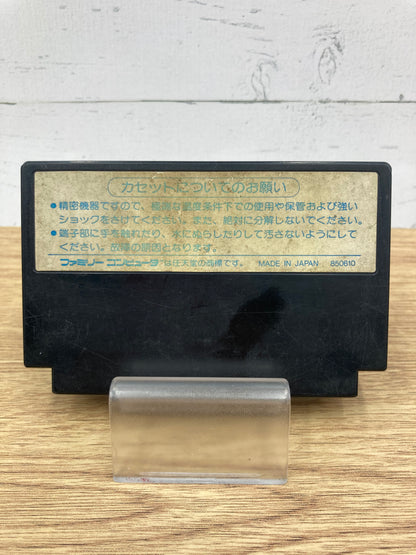 カセットについてのお願い
●精密機器ですので、極端な温度条件下での使用や保管および強い
ショックをさけてください。また、絶対に分解しないでください。
●端子部に手を触れたり、水にぬらしたりして汚さないようにして
ください。故障の原因となります。
ファミリーコンピュータは任天堂の商標です。 MADE IN JAPAN 850610